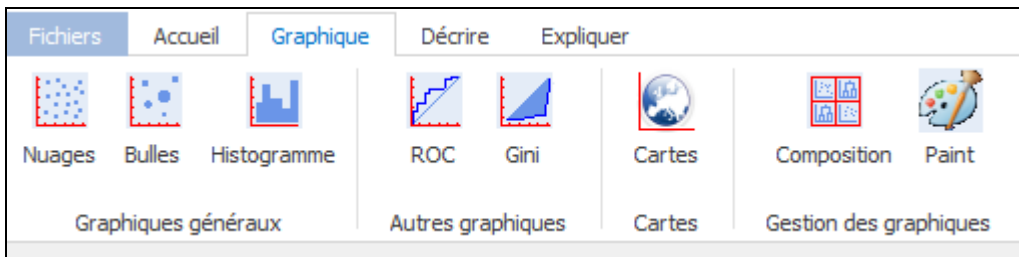 Fichiers Accueil Graphique Décrire Expliquer
Nuages Bulles Histogramme ROC Gini Cartes Composition Paint
Graphiques généraux Autres graphiques Cartes Gestion des graphiques